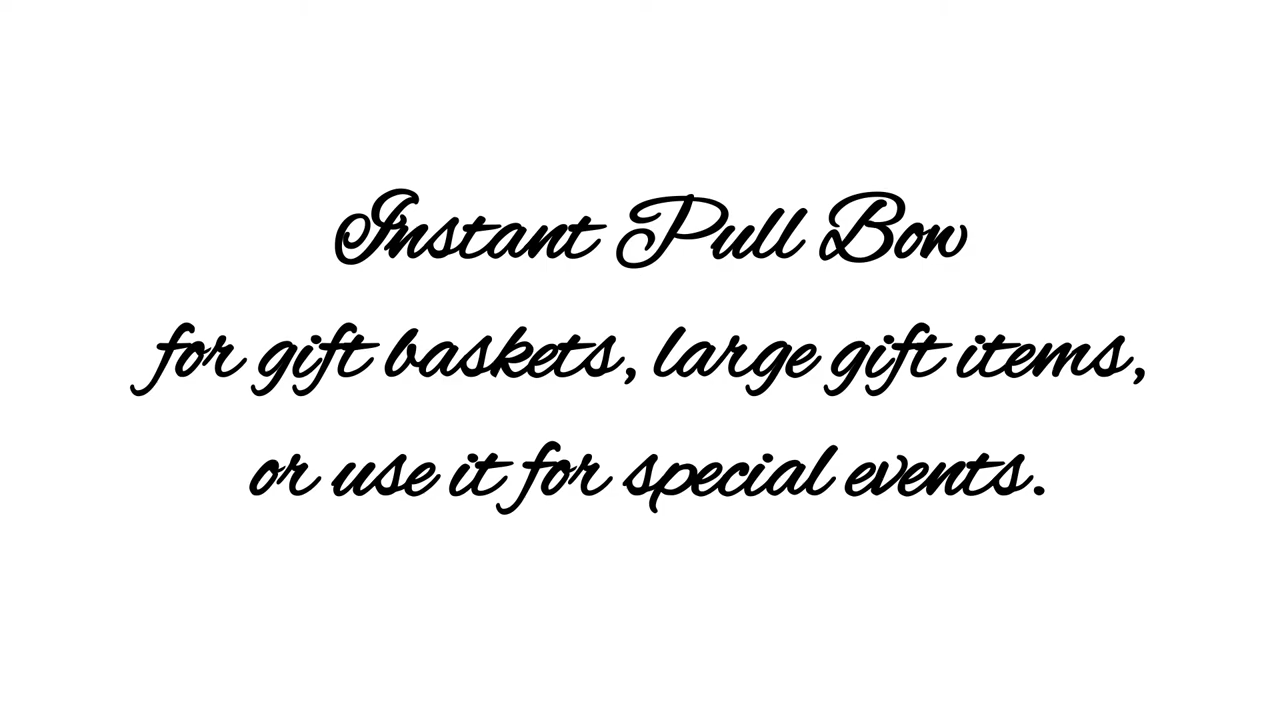 Instant Pull Bow
for gift baskets, large gift items,
or use it for special events.